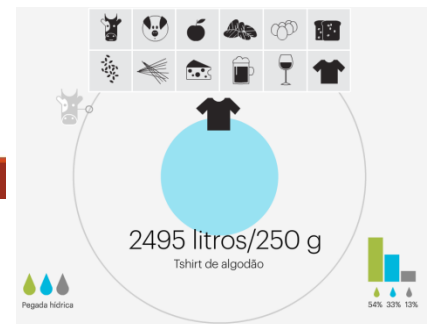 2495 litros/250 g
Tshirt de algodão
Pegada hídrica
54% 33% 13%